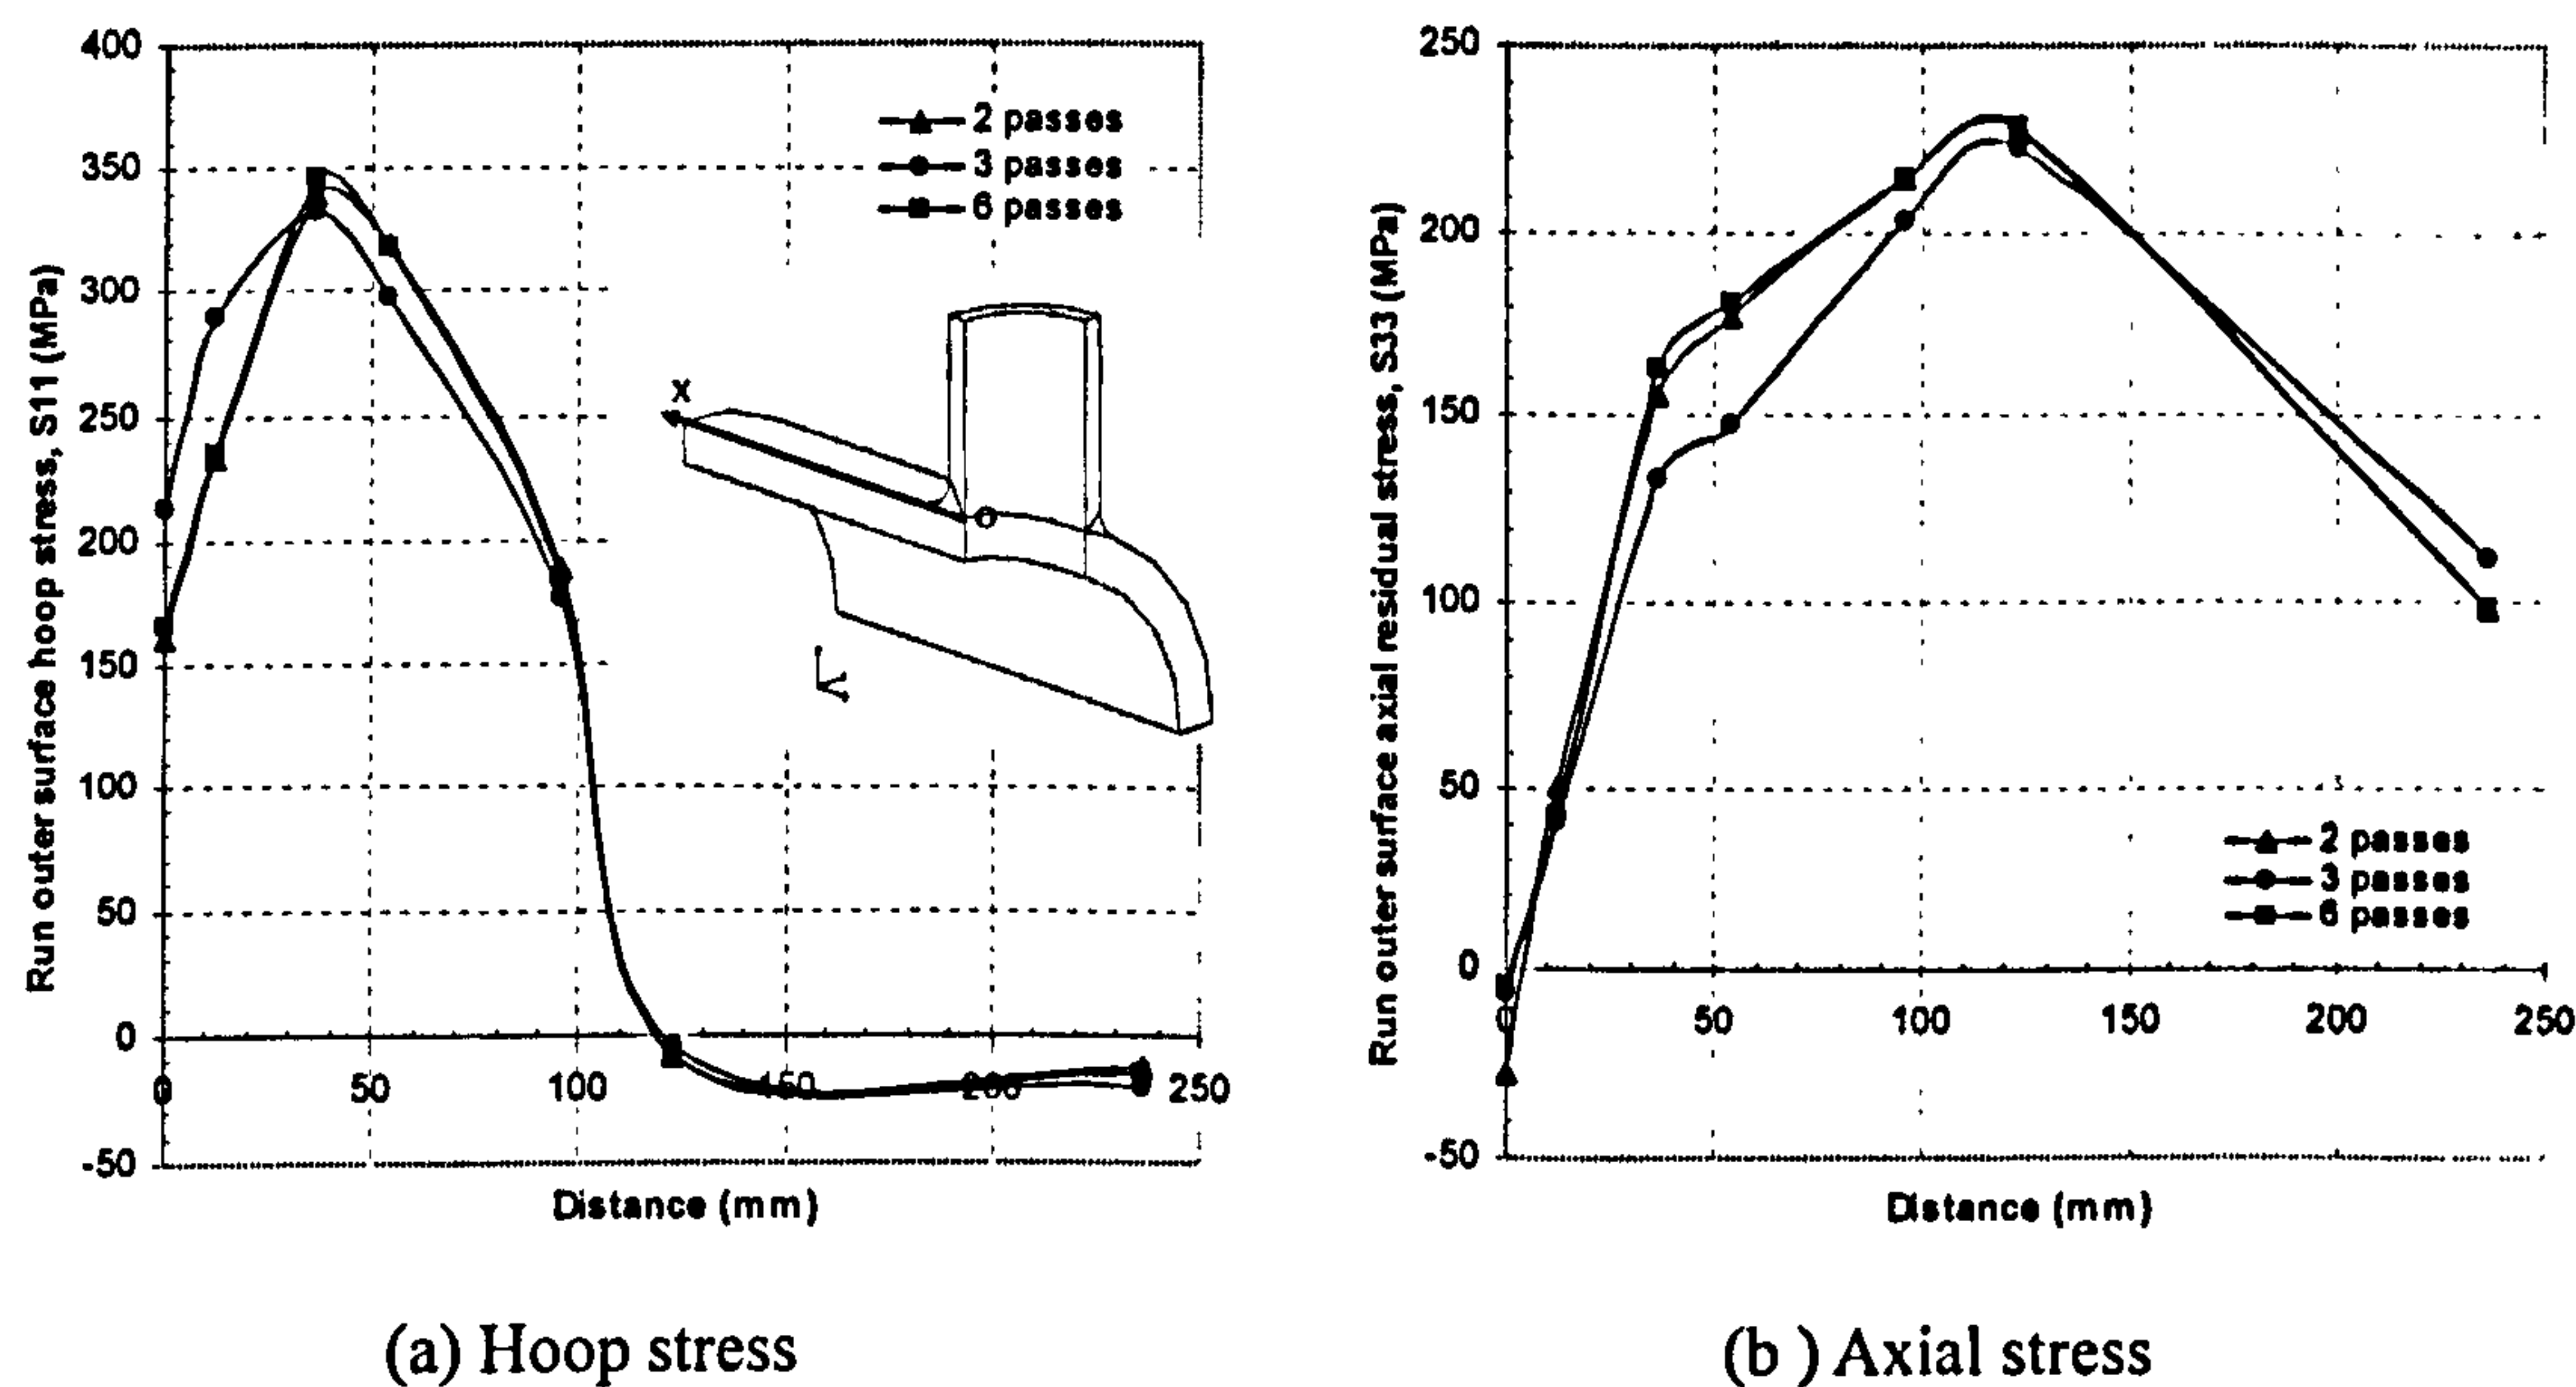 Run outer surface hoop stress, S11 (MPa)
400
350
300
250
200
150
100
50
0
-50
0
50
100
150
200
250
Distance (mm)
2 passes
3 passes
6 passes
X
O
(a) Hoop stress
Run outer surface axial residual stress, S33 (MPa)
250
200
150
100
50
0
-50
0
50
100
150
200
250
Distance (mm)
2 passes
3 passes
6 passes
(b ) Axial stress